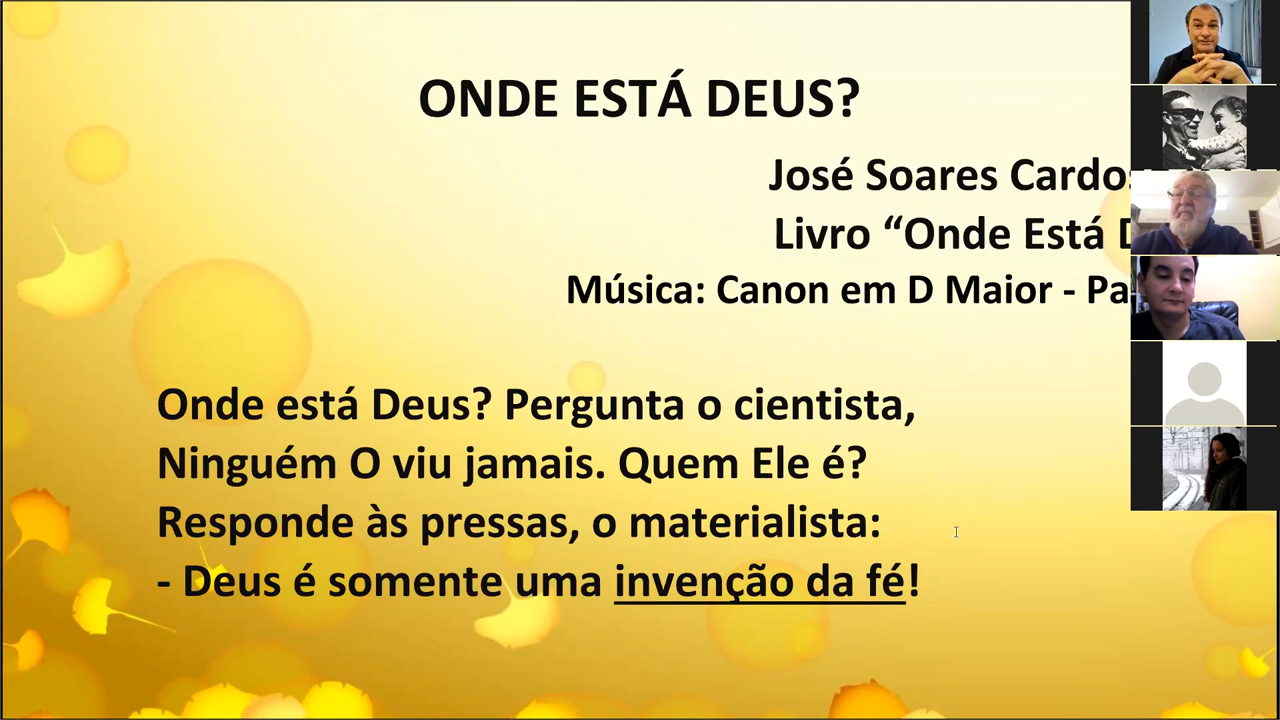 ONDE ESTÁ DEUS?
José Soares
Livro “Onde Está
Música: Canon em D Maior -
Onde está Deus? Pergunta o cientista,
Ninguém O viu jamais. Quem Ele é?
Responde às pressas, o materialista:
- Deus é somente uma invenção da fé!